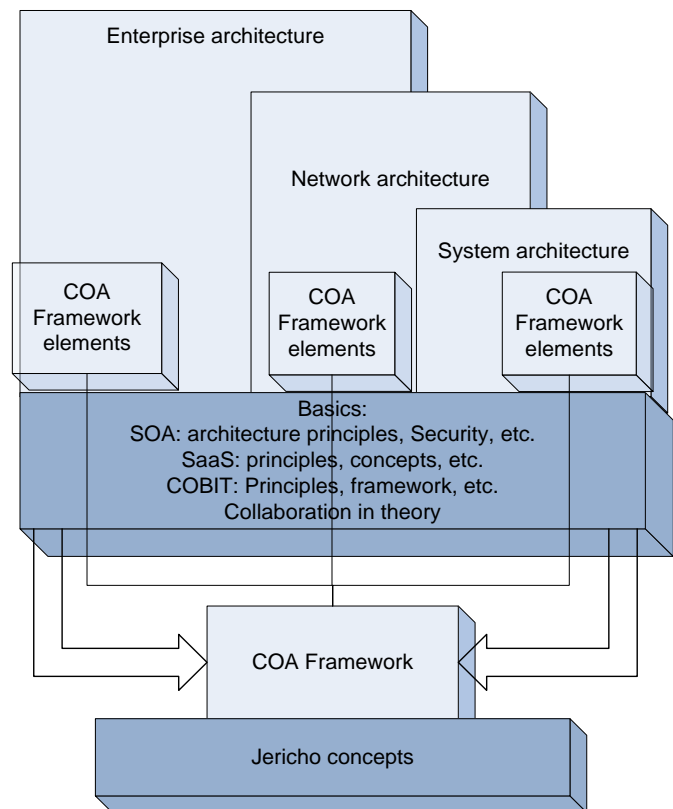 Enterprise architecture
Network architecture
System architecture
COA
Framework
elements
COA
Framework
elements
COA
Framework
elements
Basics:
SOA: architecture principles, Security, etc.
SaaS: principles, concepts, etc.
COBIT: Principles, framework, etc.
Collaboration in theory
COA Framework
Jericho concepts